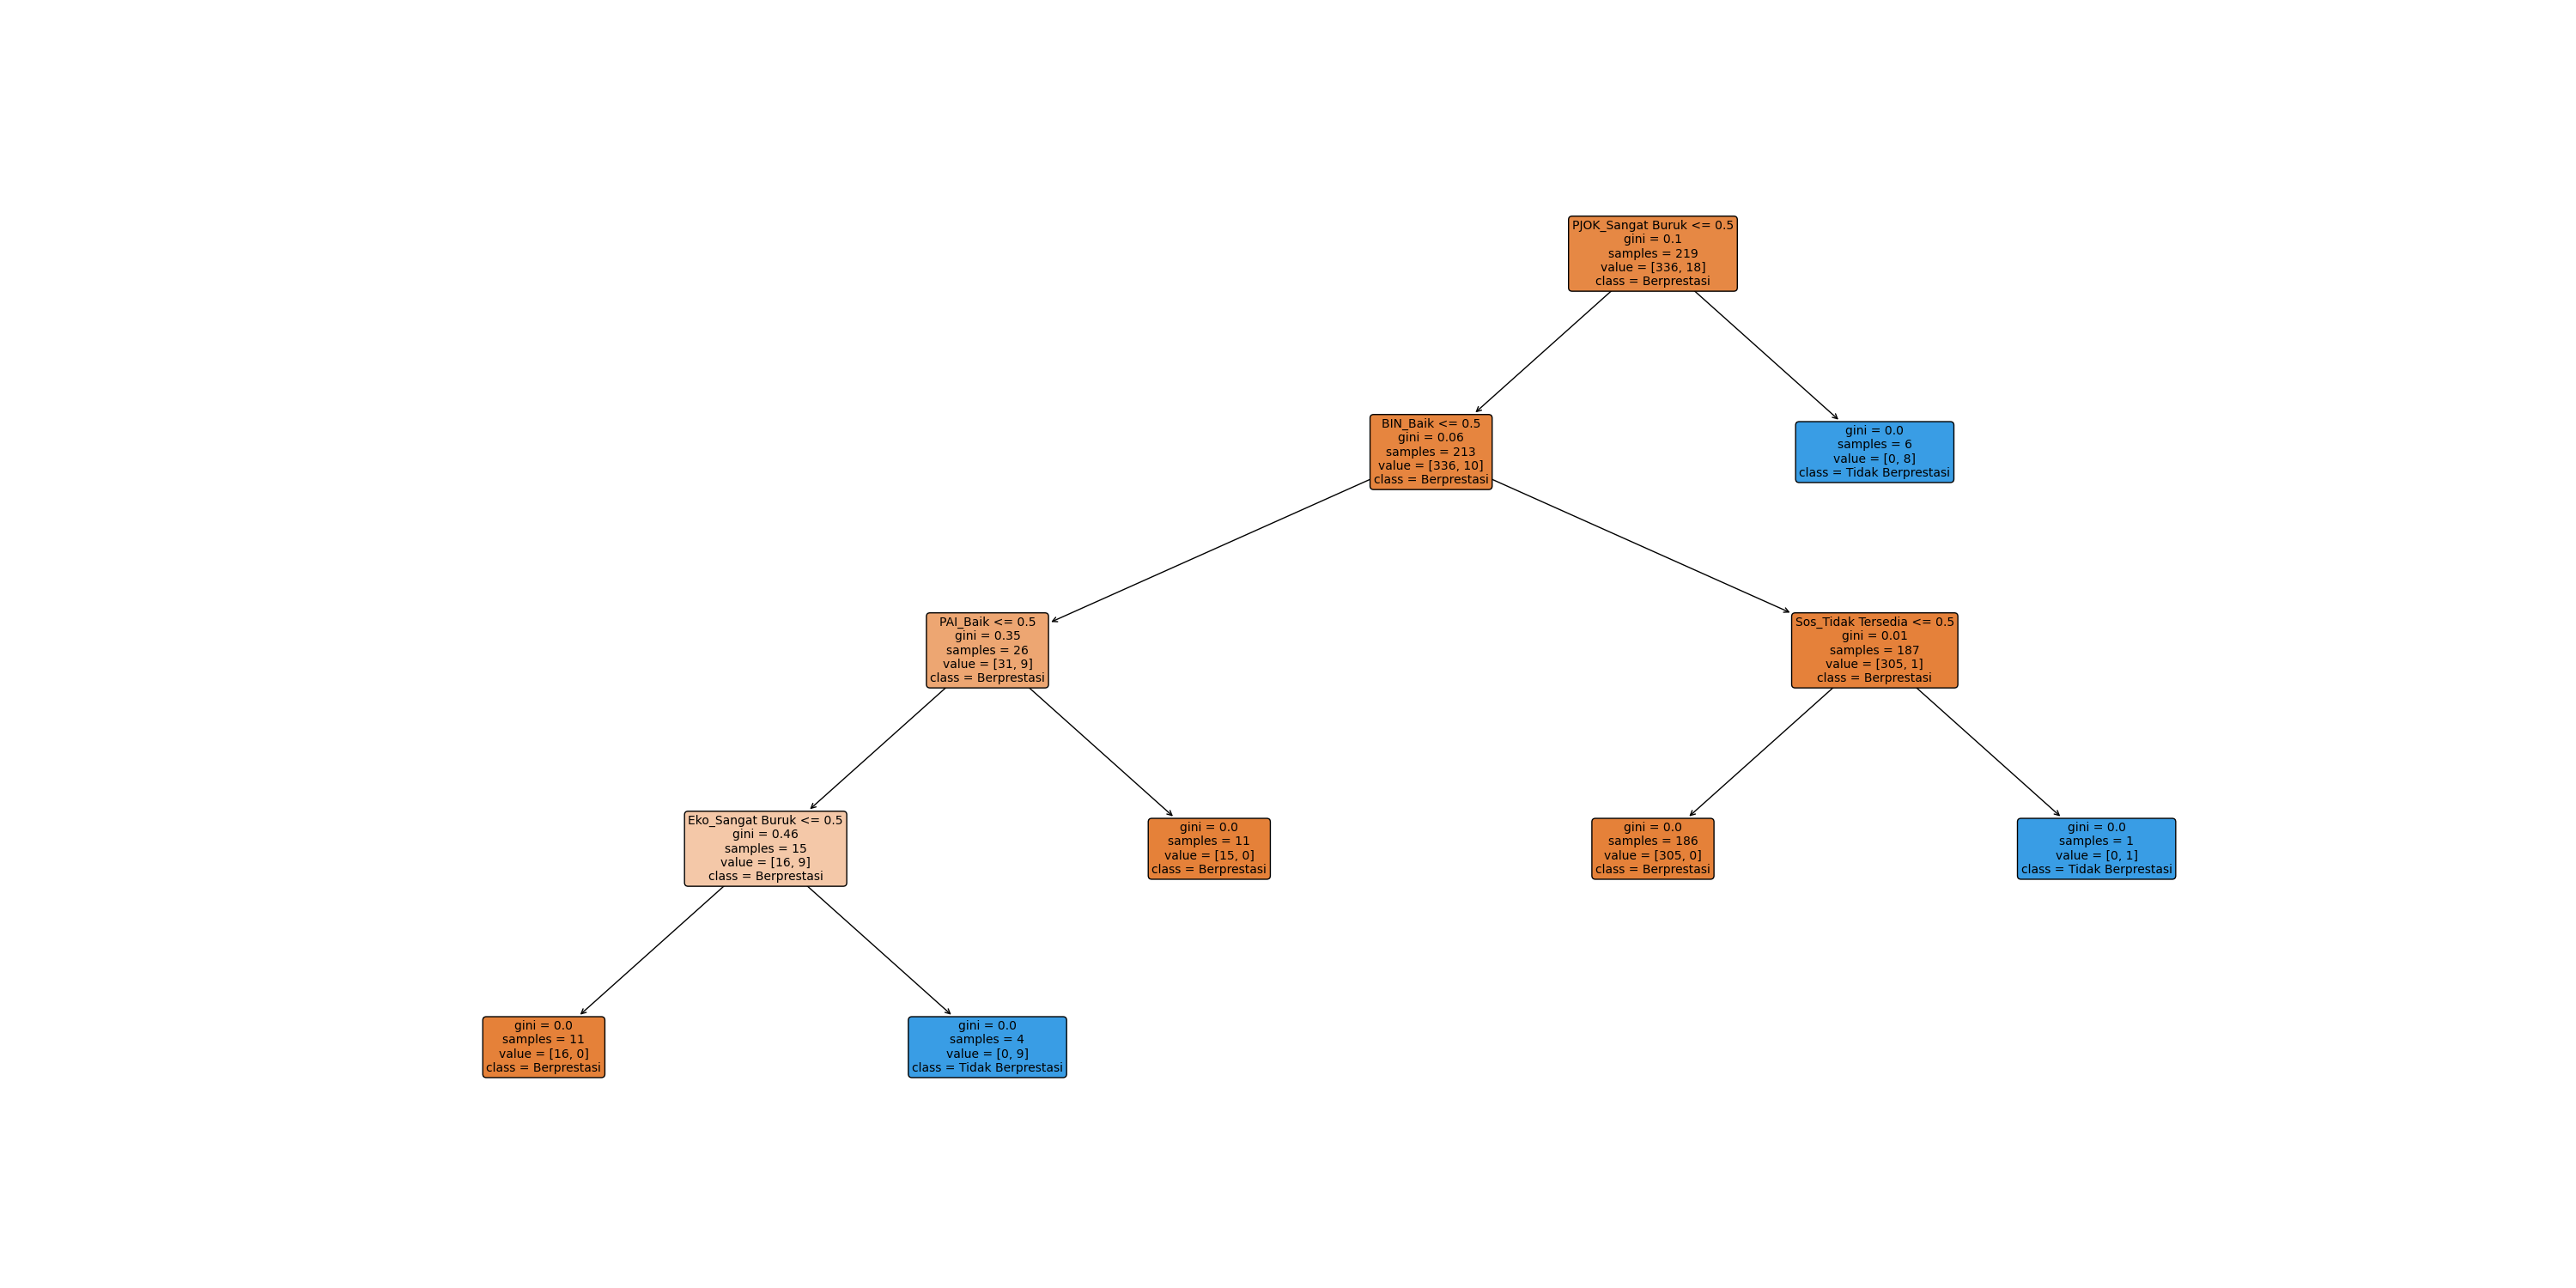 PJOK_Sangat Buruk <= 0.5
gini = 0.1
samples = 219
value = [336, 18]
class = Berprestasi
BIN_Baik <= 0.5
gini = 0.06
samples = 213
value = [336, 10]
class = Berprestasi
gini = 0.0
samples = 6
value = [0, 8]
class = Tidak Berprestasi
PAI_Baik <= 0.5
gini = 0.35
samples = 26
value = [31, 9]
class = Berprestasi
Sos_Tidak Tersedia <= 0.5
gini = 0.01
samples = 187
value = [305, 1]
class = Berprestasi
Eko_Sangat Buruk <= 0.5
gini = 0.46
samples = 15
value = [16, 9]
class = Berprestasi
gini = 0.0
samples = 11
value = [15, 0]
class = Berprestasi
gini = 0.0
samples = 186
value = [305, 0]
class = Berprestasi
gini = 0.0
samples = 1
value = [0, 1]
class = Tidak Berprestasi
gini = 0.0
samples = 11
value = [16, 0]
class = Berprestasi
gini = 0.0
samples = 4
value = [0, 9]
class = Tidak Berprestasi